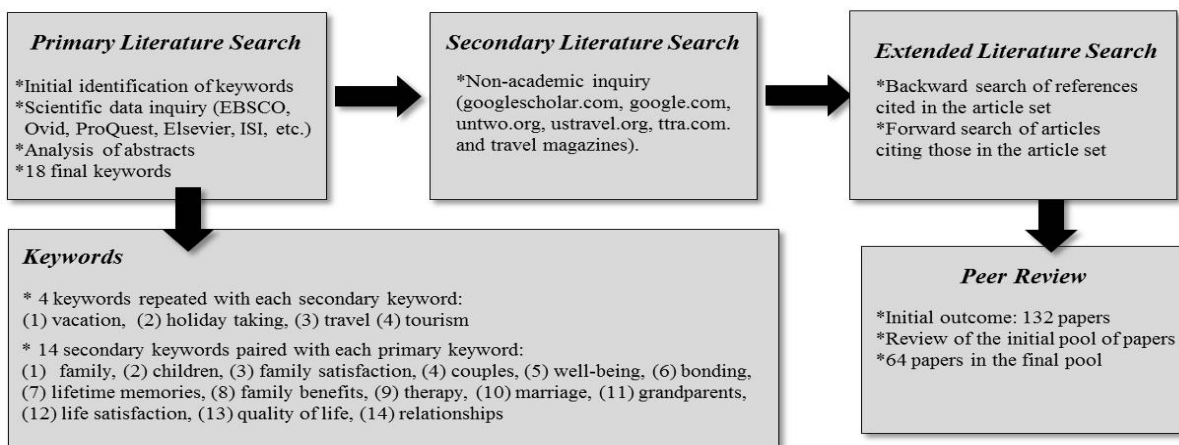 Primary Literature Search
*Initial identification of keywords
*Scientific data inquiry (EBSCO,
Ovid, ProQuest, Elsevier, ISI, etc.)
*Analysis of abstracts
*18 final keywords
Secondary Literature Search
*Non-academic inquiry
(googlescholar.com, google.com,
untwo.org, ustravel.org, ttra.com.
and travel magazines).
Extended Literature Search
*Backward search of references
cited in the article set
*Forward search of articles
citing those in the article set
Keywords
* 4 keywords repeated with each secondary keyword:
(1) vacation, (2) holiday taking, (3) travel (4) tourism
* 14 secondary keywords paired with each primary keyword:
(1) family, (2) children, (3) family satisfaction, (4) couples, (5) well-being, (6) bonding,
(7) lifetime memories, (8) family benefits, (9) therapy, (10) marriage, (11) grandparents,
(12) life satisfaction, (13) quality of life, (14) relationships
Peer Review
*Initial outcome: 132 papers
*Review of the initial pool of papers
*64 papers in the final pool